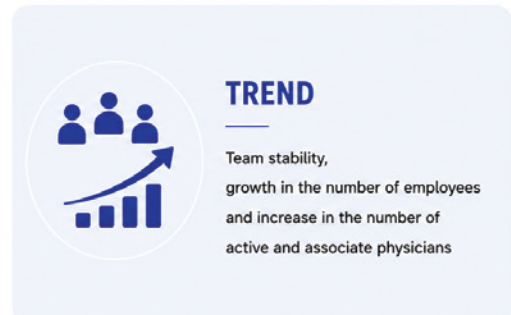 TREND
Team stability,
growth in the number of employees
and increase in the number of
active and associate physicians